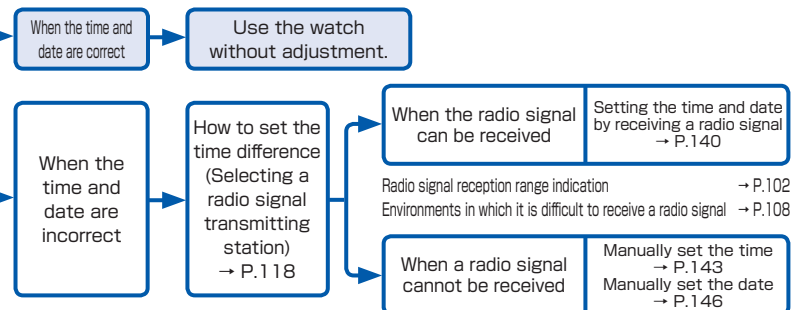 When the time and
date are correct
Use the watch
without adjustment.
When the
time and
date are
incorrect
How to set the
time difference
(Selecting a
radio signal
transmitting
station)
→ P.118
When the radio signal
can be received
Setting the time and date
by receiving a radio signal
→ P.140
Radio signal reception range indication → P.102
Environments in which it is difficult to receive a radio signal → P.108
When a radio signal
cannot be received
Manually set the time
→ P.143
Manually set the date
→ P.146